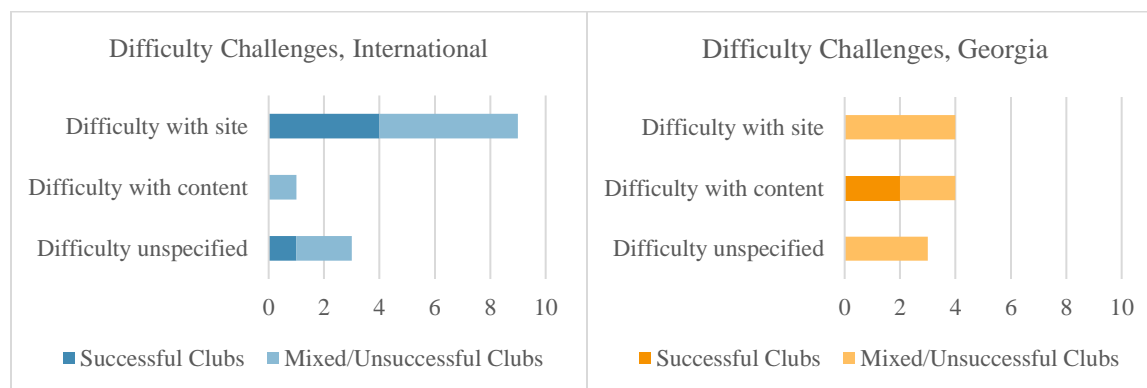 Difficulty Challenges, International
Difficulty with site
Difficulty with content
Difficulty unspecified
0 2 4 6 8 10
Successful Clubs Mixed/Unsuccessful Clubs
Difficulty Challenges, Georgia
Difficulty with site
Difficulty with content
Difficulty unspecified
0 2 4 6 8 10
Successful Clubs Mixed/Unsuccessful Clubs